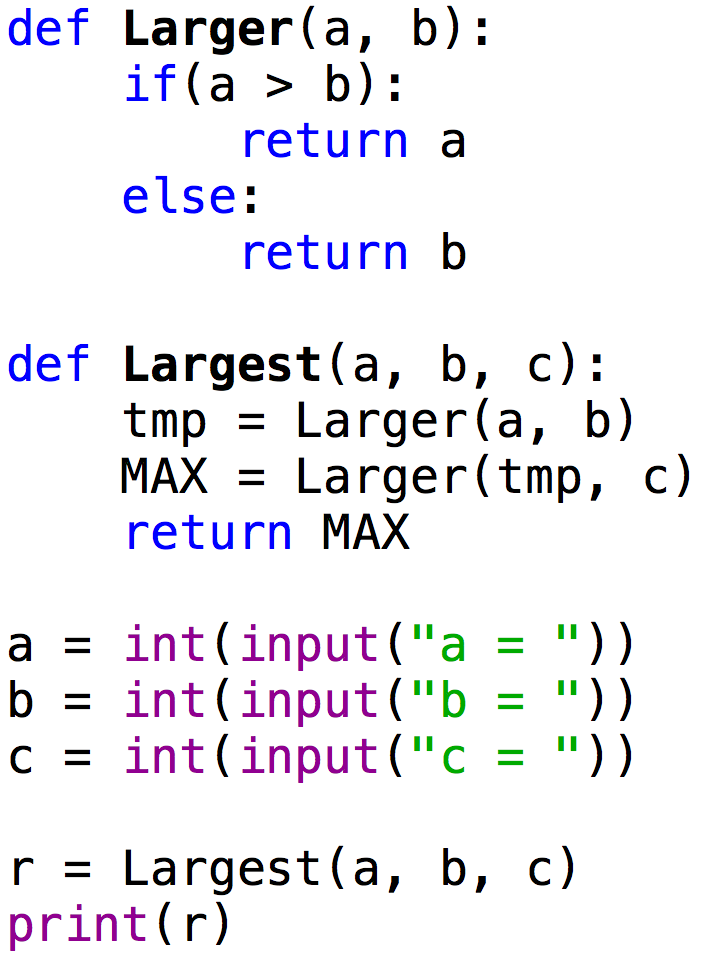 def Larger(a, b):
    if(a > b):
        return a
    else:
        return b

def Largest(a, b, c):
    tmp = Larger(a, b)
    MAX = Larger(tmp, c)
    return MAX

a = int(input("a = "))
b = int(input("b = "))
c = int(input("c = "))

r = Largest(a, b, c)
print(r)